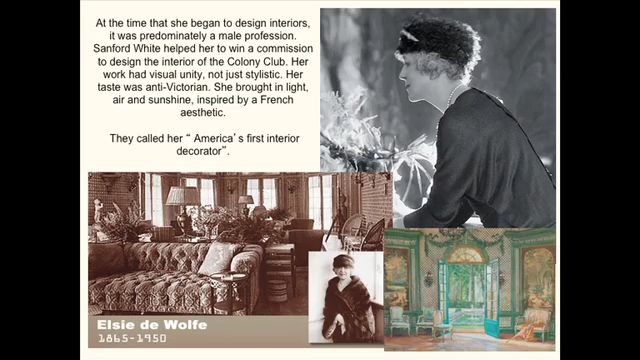 At the time that she began to design interiors,
it was predominately a male profession.
Sanford White helped her to win a commission
to design the interior of the Colony Club. Her
work had visual unity, not just stylistic. Her
taste was anti-Victorian. She brought in light,
air and sunshine, inspired by a French
aesthetic.
They called her “ America’s first interior
decorator”.
Elsie de Wolfe
1865-1950